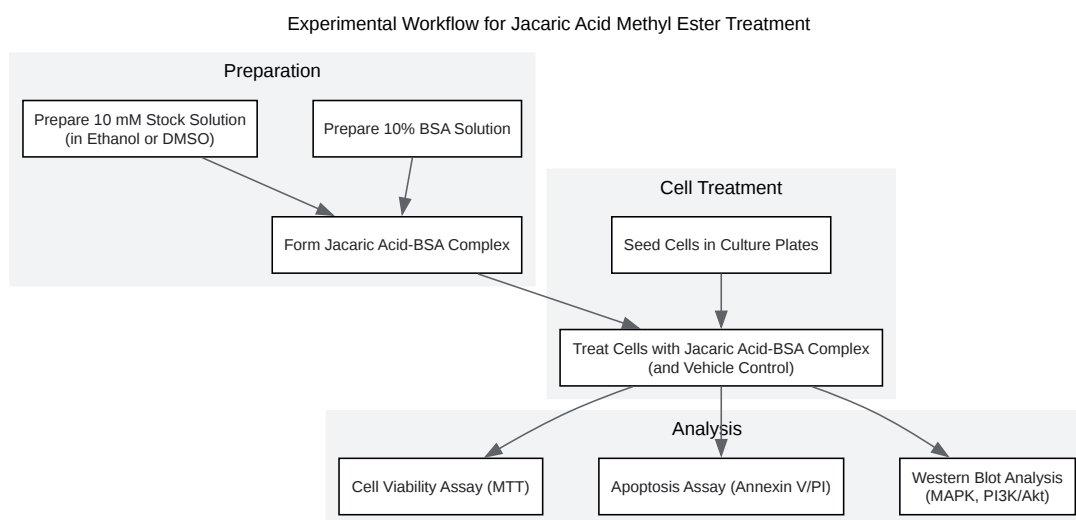 Experimental Workflow for Jacaric Acid Methyl Ester Treatment
Preparation
Prepare 10 mM Stock Solution
(in Ethanol or DMSO)
Prepare 10% BSA Solution
Form Jacaric Acid-BSA Complex
Cell Treatment
Seed Cells in Culture Plates
Treat Cells with Jacaric Acid-BSA Complex
(and Vehicle Control)
Analysis
Cell Viability Assay (MTT)
Apoptosis Assay (Annexin V/PI)
Western Blot Analysis
(MAPK, PI3K/Akt)